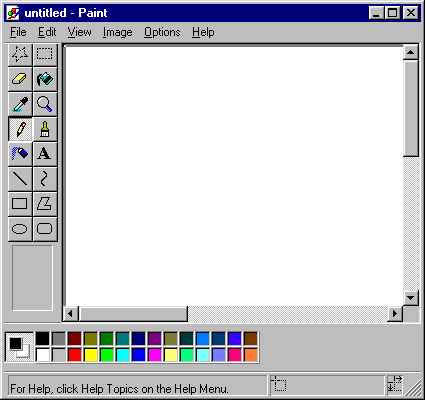 untitled - Paint
File Edit View Image Options Help
A
For Help, click Help Topics on the Help Menu.